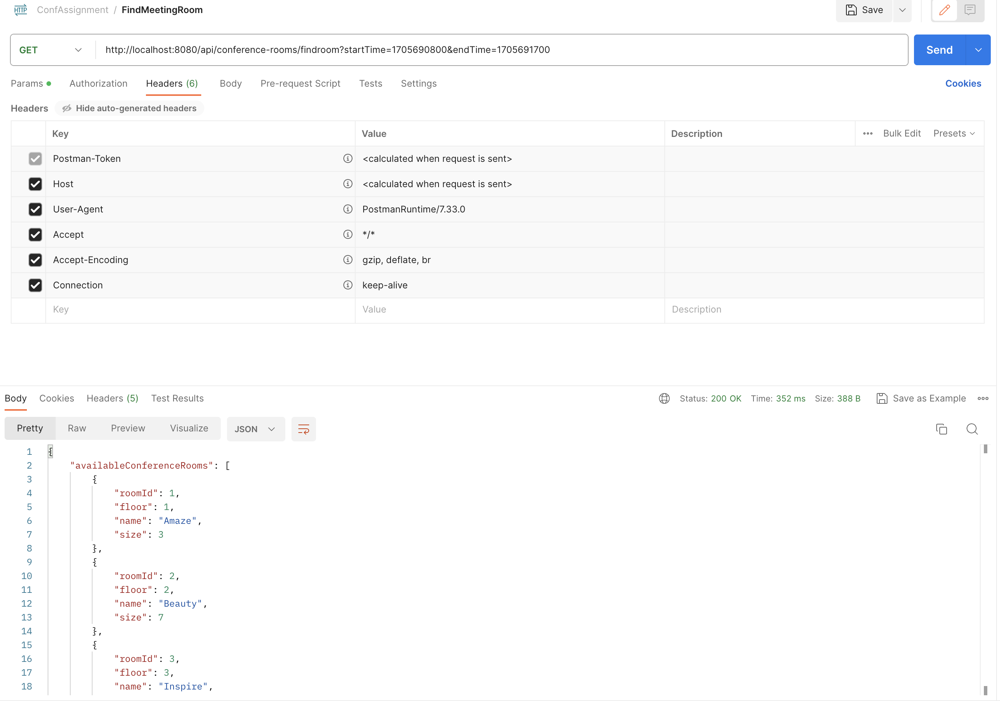 HTTP ConfAssignment / FindMeetingRoom Save
GET http://localhost:8080/api/conference-rooms/findroom?startTime=1705690800&endTime=1705691700 Send
Params Authorization Headers (6) Body Pre-request Script Tests Settings Cookies
Headers Hide auto-generated headers
Key Value Description Bulk Edit Presets
Postman-Token <calculated when request is sent>
Host <calculated when request is sent>
User-Agent PostmanRuntime/7.33.0
Accept */*
Accept-Encoding gzip, deflate, br
Connection keep-alive
Key Value Description
Body Cookies Headers (5) Test Results Status: 200 OK Time: 352 ms Size: 388 B Save as Example
Pretty Raw Preview Visualize JSON
1 {
2 "availableConferenceRooms": [
3 {
4 "roomId": 1,
5 "floor": 1,
6 "name": "Amaze",
7 "size": 3
8 },
9 {
10 "roomId": 2,
11 "floor": 2,
12 "name": "Beauty",
13 "size": 7
14 },
15 {
16 "roomId": 3,
17 "floor": 3,
18 "name": "Inspire",